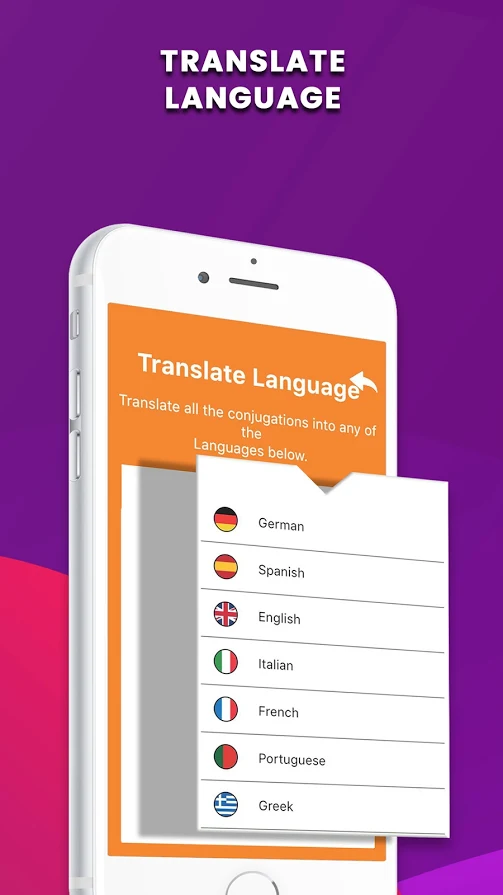 TRANSLATE
LANGUAGE
Translate Language
Translate all the conjugations into any of
the
Languages below.
German
Spanish
English
Italian
French
Portuguese
Greek